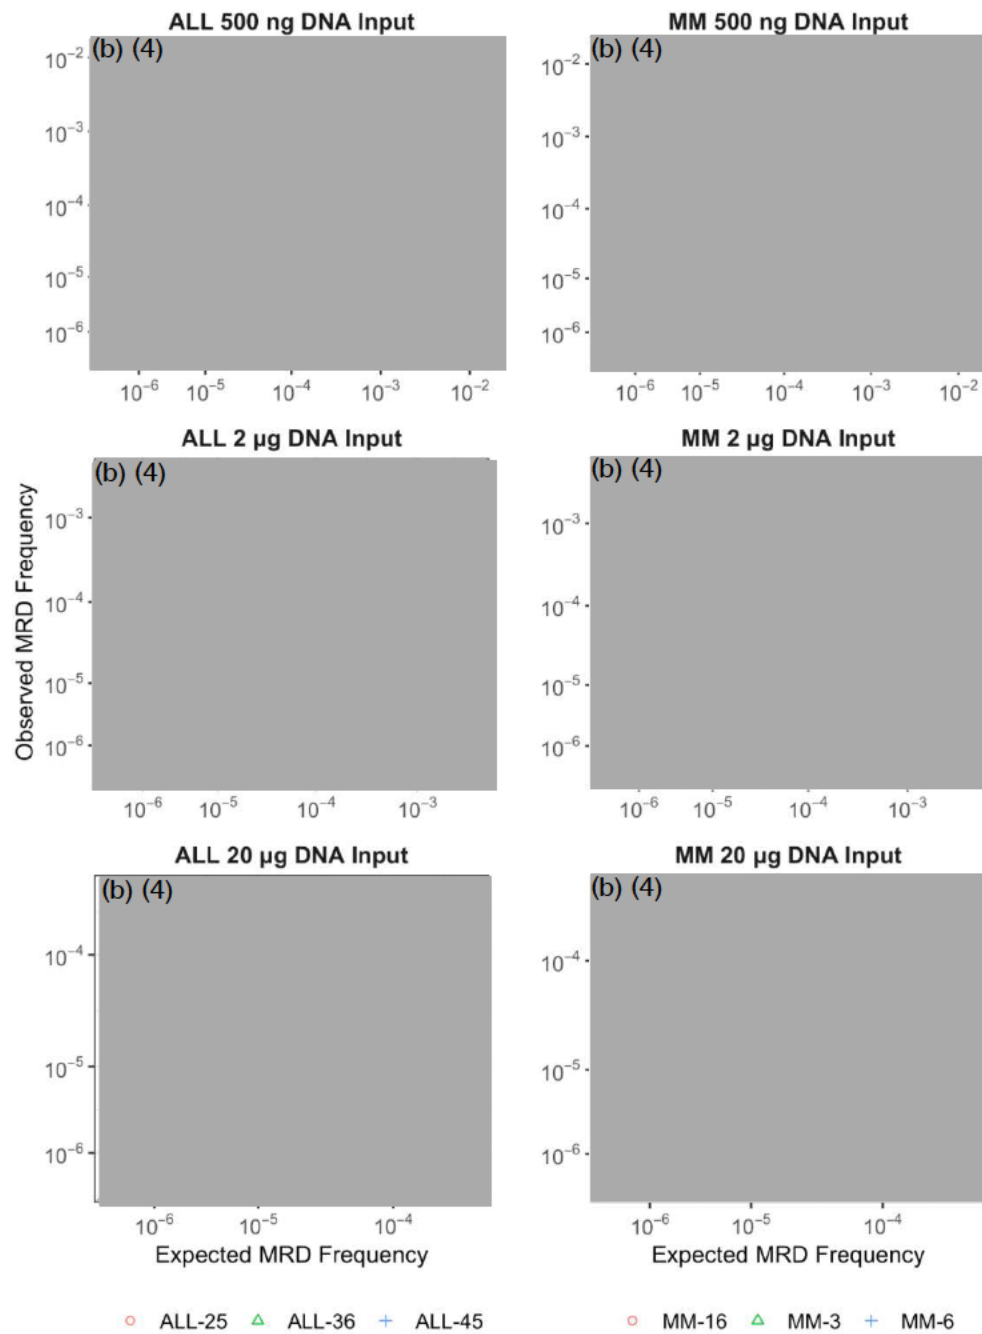 ALL 500 ng DNA Input
(b) (4)
10⁻²
10⁻³
10⁻⁴
10⁻⁵
10⁻⁶
10⁻⁶ 10⁻⁵ 10⁻⁴ 10⁻³ 10⁻²
MM 500 ng DNA Input
(b) (4)
10⁻²
10⁻³
10⁻⁴
10⁻⁵
10⁻⁶
10⁻⁶ 10⁻⁵ 10⁻⁴ 10⁻³ 10⁻²
Observed MRD Frequency
ALL 2 µg DNA Input
(b) (4)
10⁻³
10⁻⁴
10⁻⁵
10⁻⁶
10⁻⁶ 10⁻⁵ 10⁻⁴ 10⁻³
MM 2 µg DNA Input
(b) (4)
10⁻³
10⁻⁴
10⁻⁵
10⁻⁶
10⁻⁶ 10⁻⁵ 10⁻⁴ 10⁻³
ALL 20 µg DNA Input
(b) (4)
10⁻⁴
10⁻⁵
10⁻⁶
10⁻⁶ 10⁻⁵ 10⁻⁴
Expected MRD Frequency
MM 20 µg DNA Input
(b) (4)
10⁻⁴
10⁻⁵
10⁻⁶
10⁻⁶ 10⁻⁵ 10⁻⁴
Expected MRD Frequency
ALL-25 ALL-36 ALL-45
MM-16 MM-3 MM-6